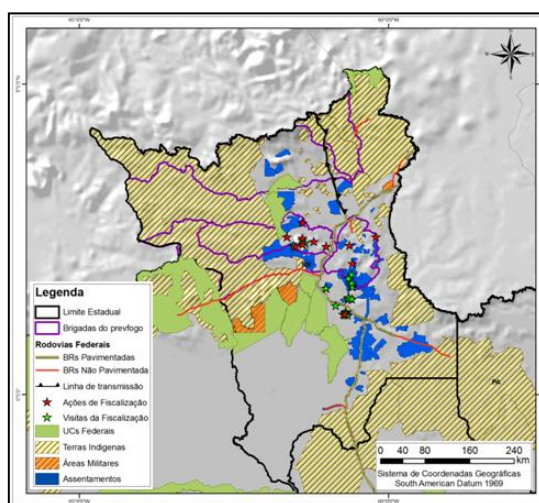 Legenda
Limite Estadual
Brigadas do prevfogo
Rodovias Federais
BRs Pavimentadas
BRs Não Pavimentada
Linha de transmissão
Ações de Fiscalização
Visitas da Fiscalização
UCs Federais
Terras Indigenas
Áreas Militares
Assentamentos
PA
0 40 80 160 240
km
Sistema de Coordenadas Geográficas
South American Datum 1969